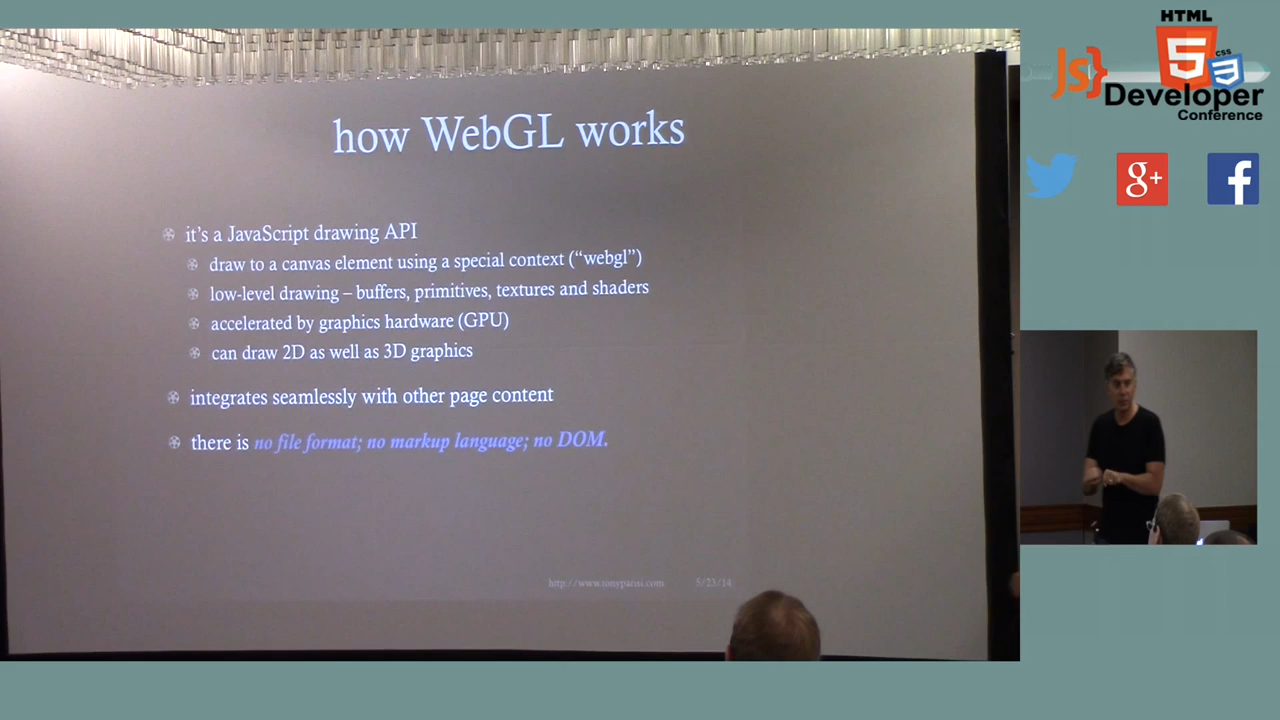 how WebGL works
it's a JavaScript drawing API
draw to a canvas element using a special context (“webgl”)
low-level drawing – buffers, primitives, textures and shaders
accelerated by graphics hardware (GPU)
can draw 2D as well as 3D graphics
integrates seamlessly with other page content
there is no file format; no markup language; no DOM.
http://www.tonyparisi.com 5/23/14
HTML
5
CSS
3
JS}
Developer
Conference
g+
f